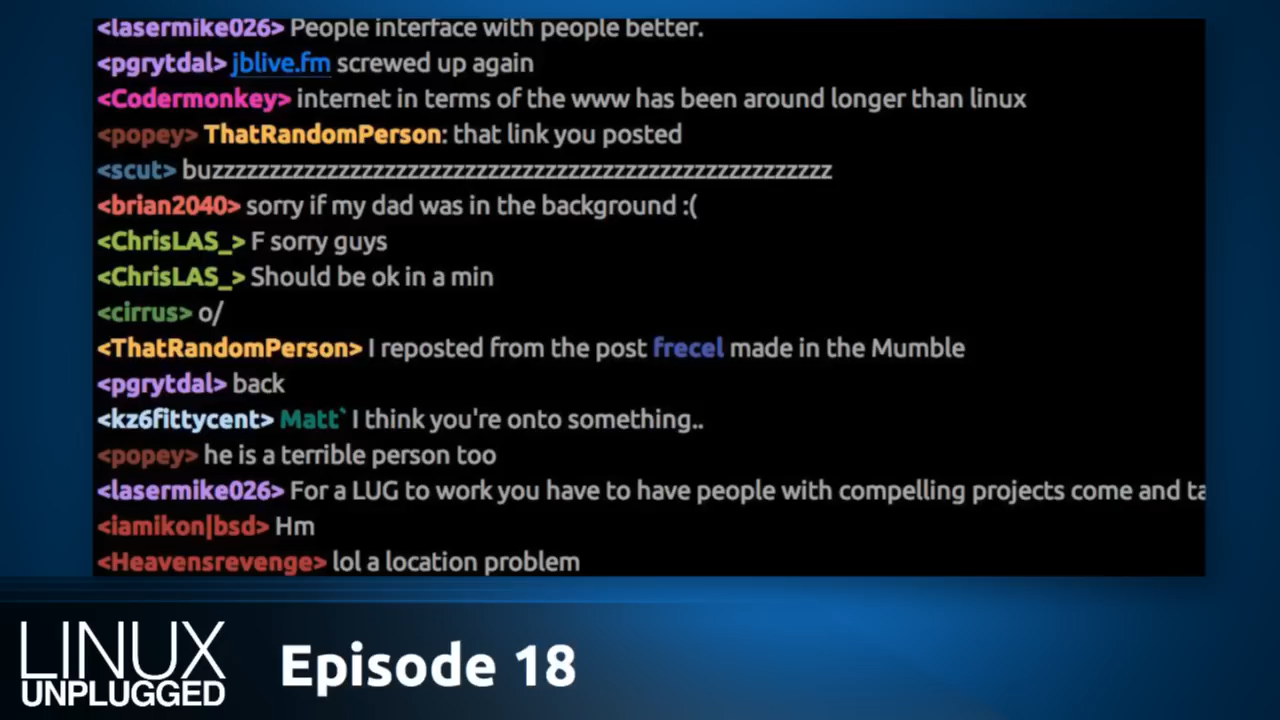 <lasermike026> People interface with people better.
<pgrytdal> jblive.fm screwed up again
<Codermonkey> internet in terms of the www has been around longer than linux
<popey> ThatRandomPerson: that link you posted
<scut> buzzzzzzzzzzzzzzzzzzzzzzzzzzzzzzzzzzzzzzzzzzzzzzzzzzzzzz
<brian2040> sorry if my dad was in the background :(
<ChrisLAS_> F sorry guys
<ChrisLAS_> Should be ok in a min
<cirrus> o/
<ThatRandomPerson> I reposted from the post frecel made in the Mumble
<pgrytdal> back
<kz6fittycent> Matt` I think you're onto something..
<popey> he is a terrible person too
<lasermike026> For a LUG to work you have to have people with compelling projects come and ta
<iamikon|bsd> Hm
<Heavensrevenge> lol a location problem
LINUX
UNPLUGGED
Episode 18